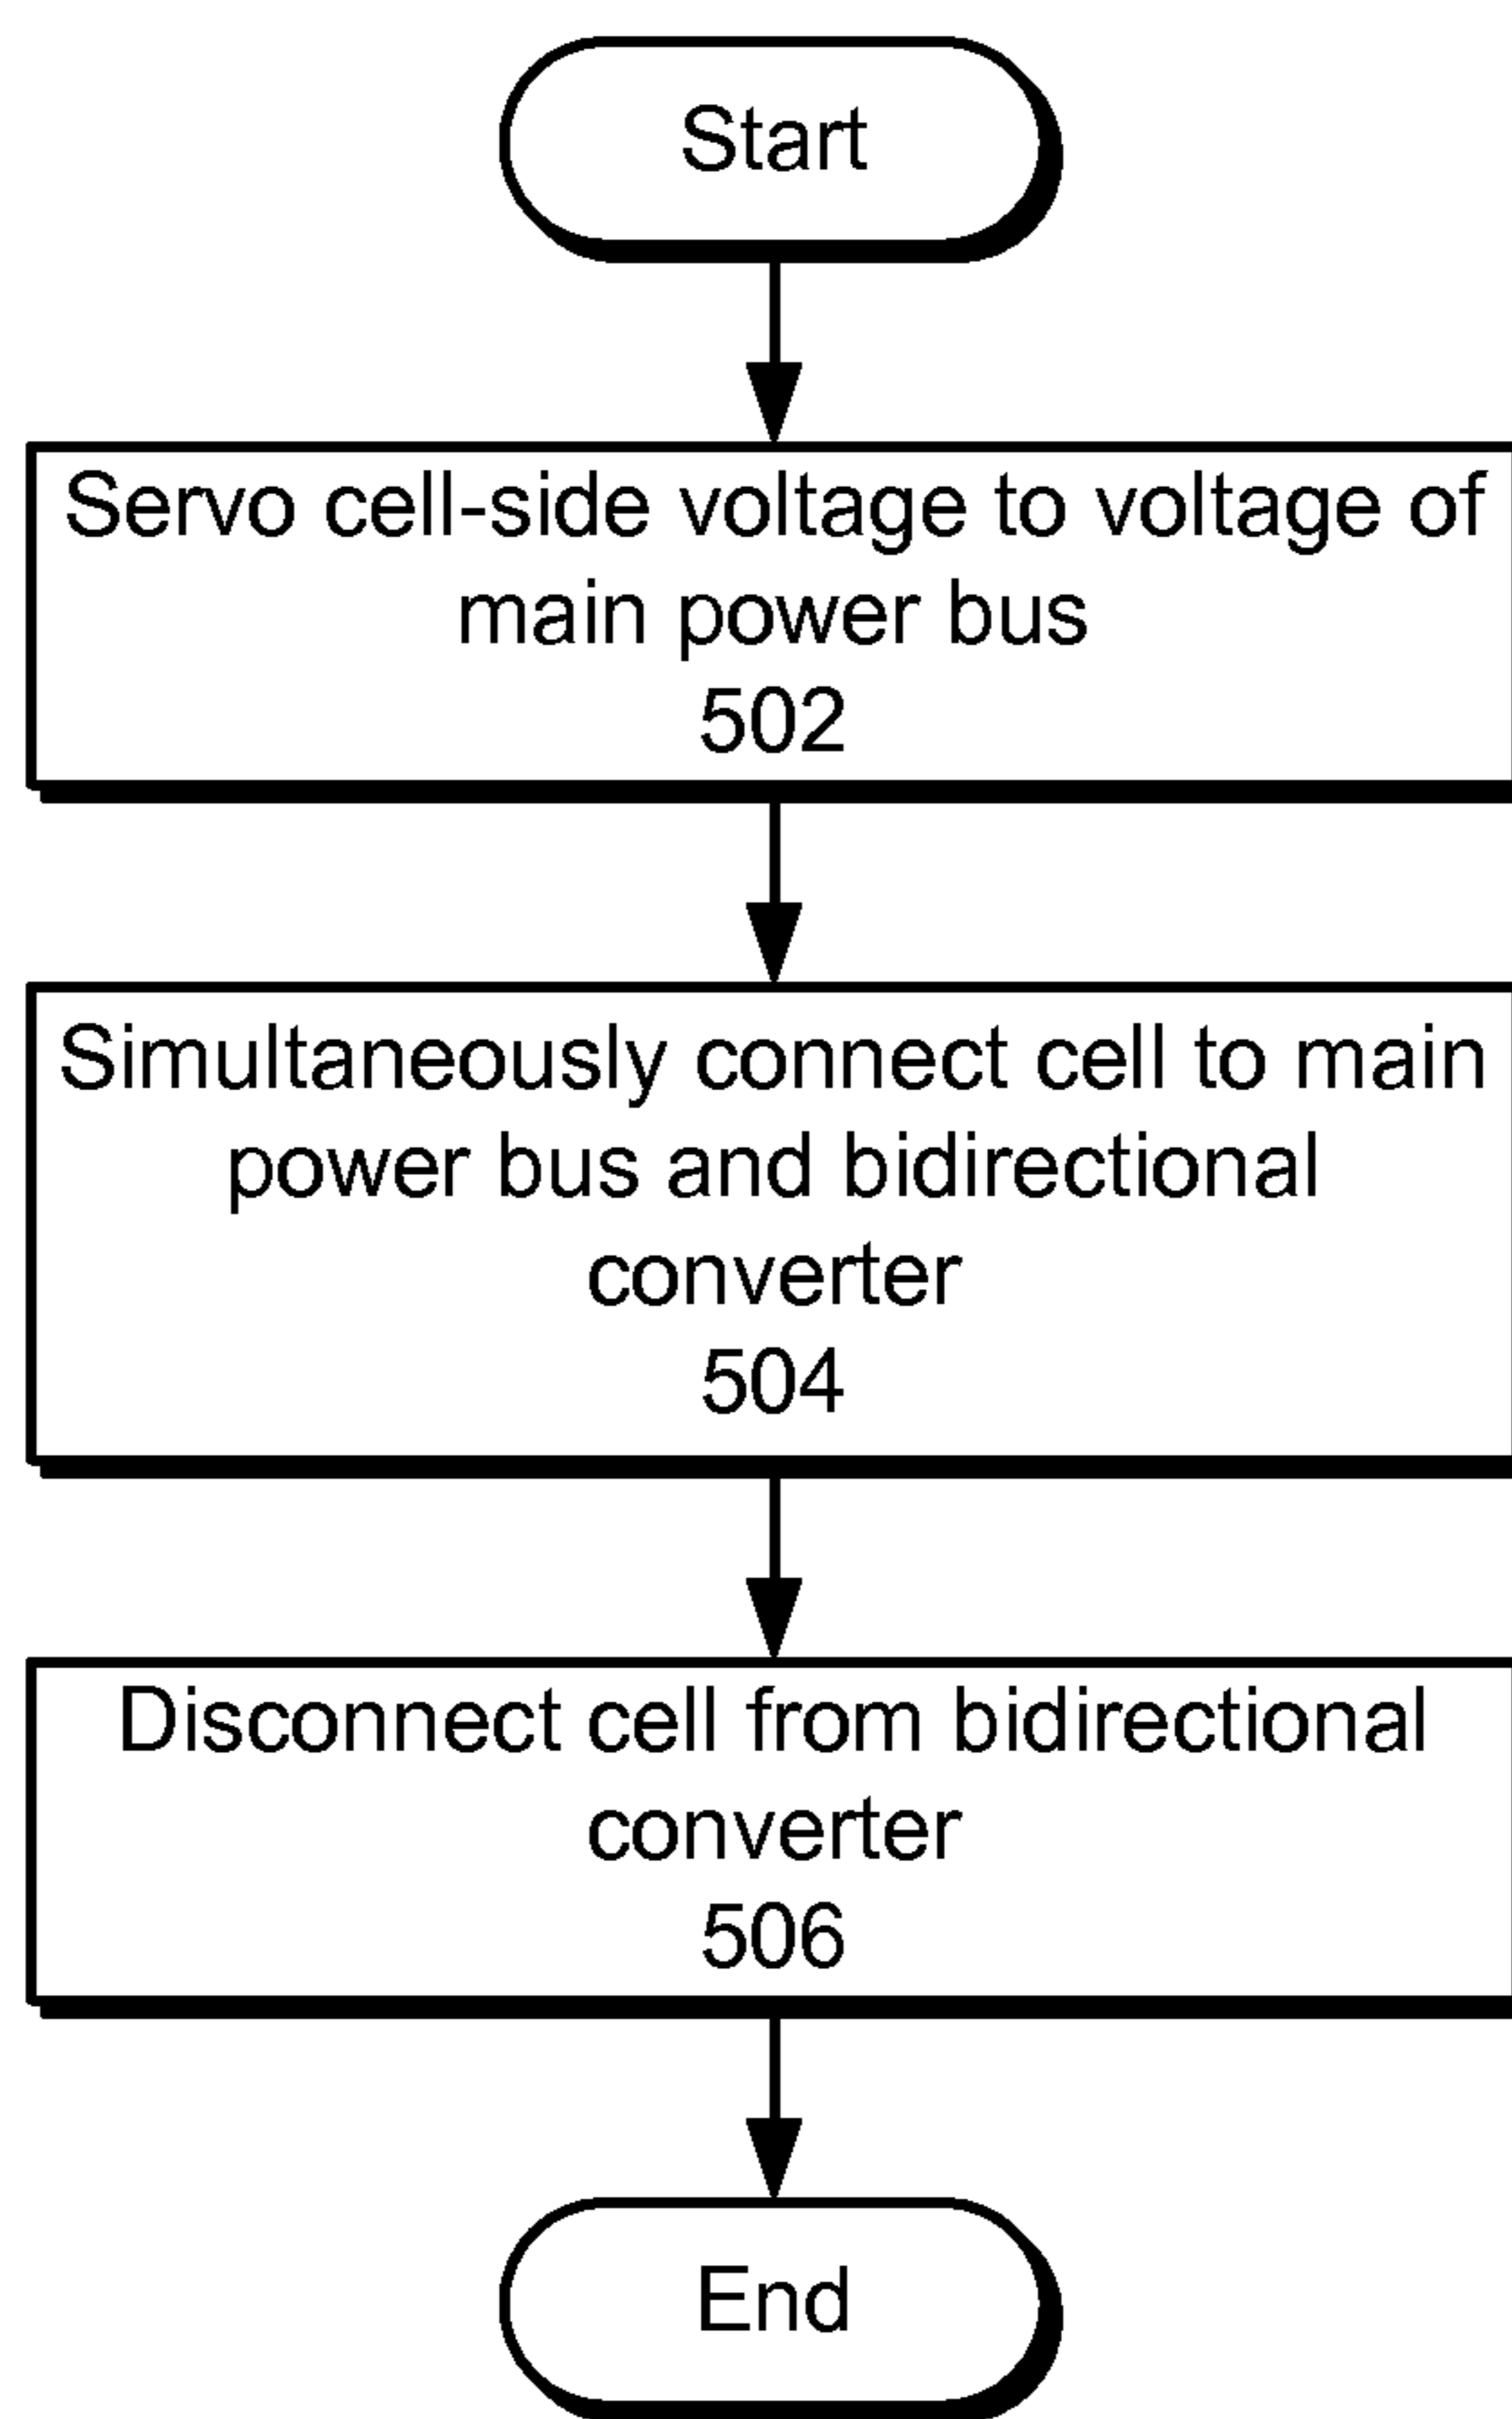 Start
Servo cell-side voltage to voltage of
main power bus
502
Simultaneously connect cell to main
power bus and bidirectional
converter
504
Disconnect cell from bidirectional
converter
506
End